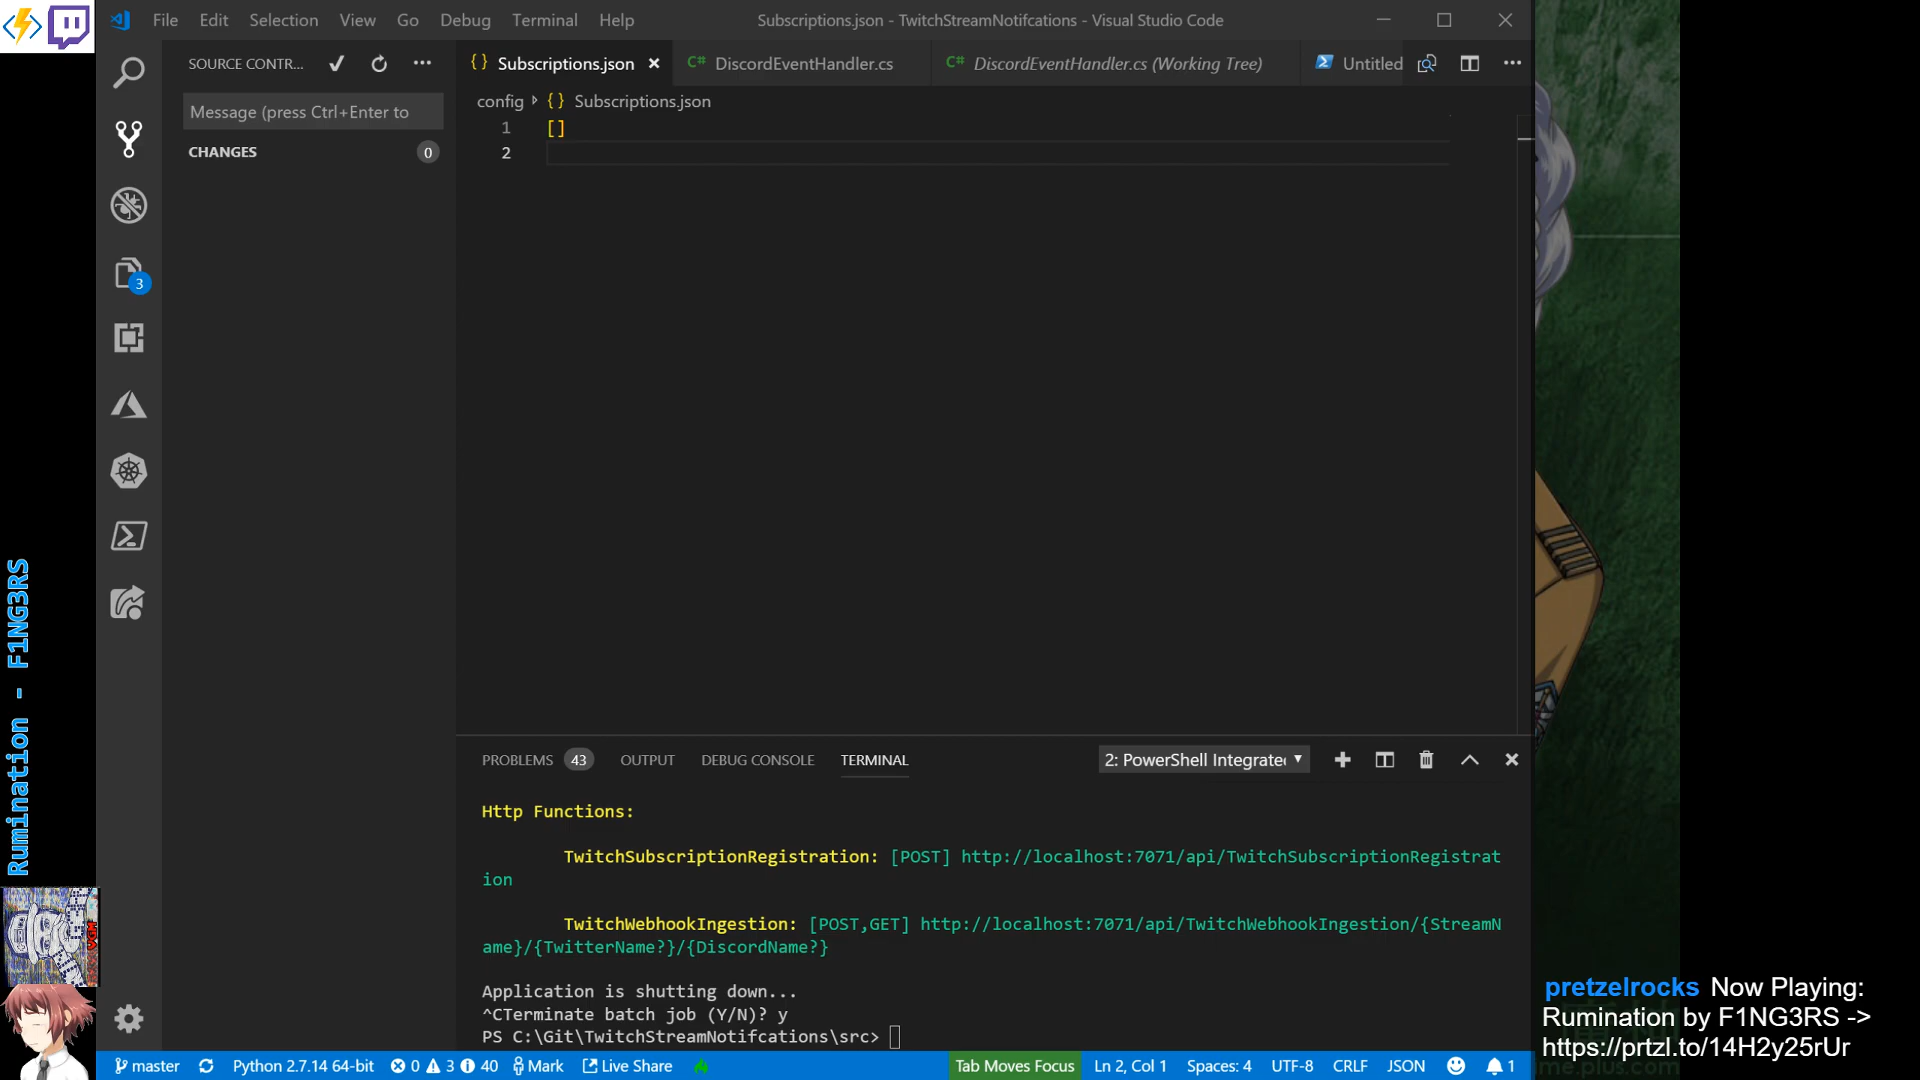 File Edit Selection View Go Debug Terminal Help Subscriptions.json - TwitchStreamNotifcations - Visual Studio Code
SOURCE CONTR...
Subscriptions.json
DiscordEventHandler.cs
DiscordEventHandler.cs (Working Tree)
Untitled
Message (press Ctrl+Enter to
CHANGES 0
3
config Subscriptions.json
1 []
2
PROBLEMS 43 OUTPUT DEBUG CONSOLE TERMINAL 2: PowerShell Integrate
Http Functions:
TwitchSubscriptionRegistration: [POST] http://localhost:7071/api/TwitchSubscriptionRegistrat
ion
TwitchWebhookIngestion: [POST,GET] http://localhost:7071/api/TwitchWebhookIngestion/{StreamN
ame}/{TwitterName?}/{DiscordName?}
Application is shutting down...
^CTerminate batch job (Y/N)? y
PS C:\Git\TwitchStreamNotifcations\src>
master Python 2.7.14 64-bit 0 3 40 Mark Live Share Tab Moves Focus Ln 2, Col 1 Spaces: 4 UTF-8 CRLF JSON 1
Rumination - F1NG3RS
pretzelrocks Now Playing:
Rumination by F1NG3RS ->
https://prtzl.to/14H2y25rUr